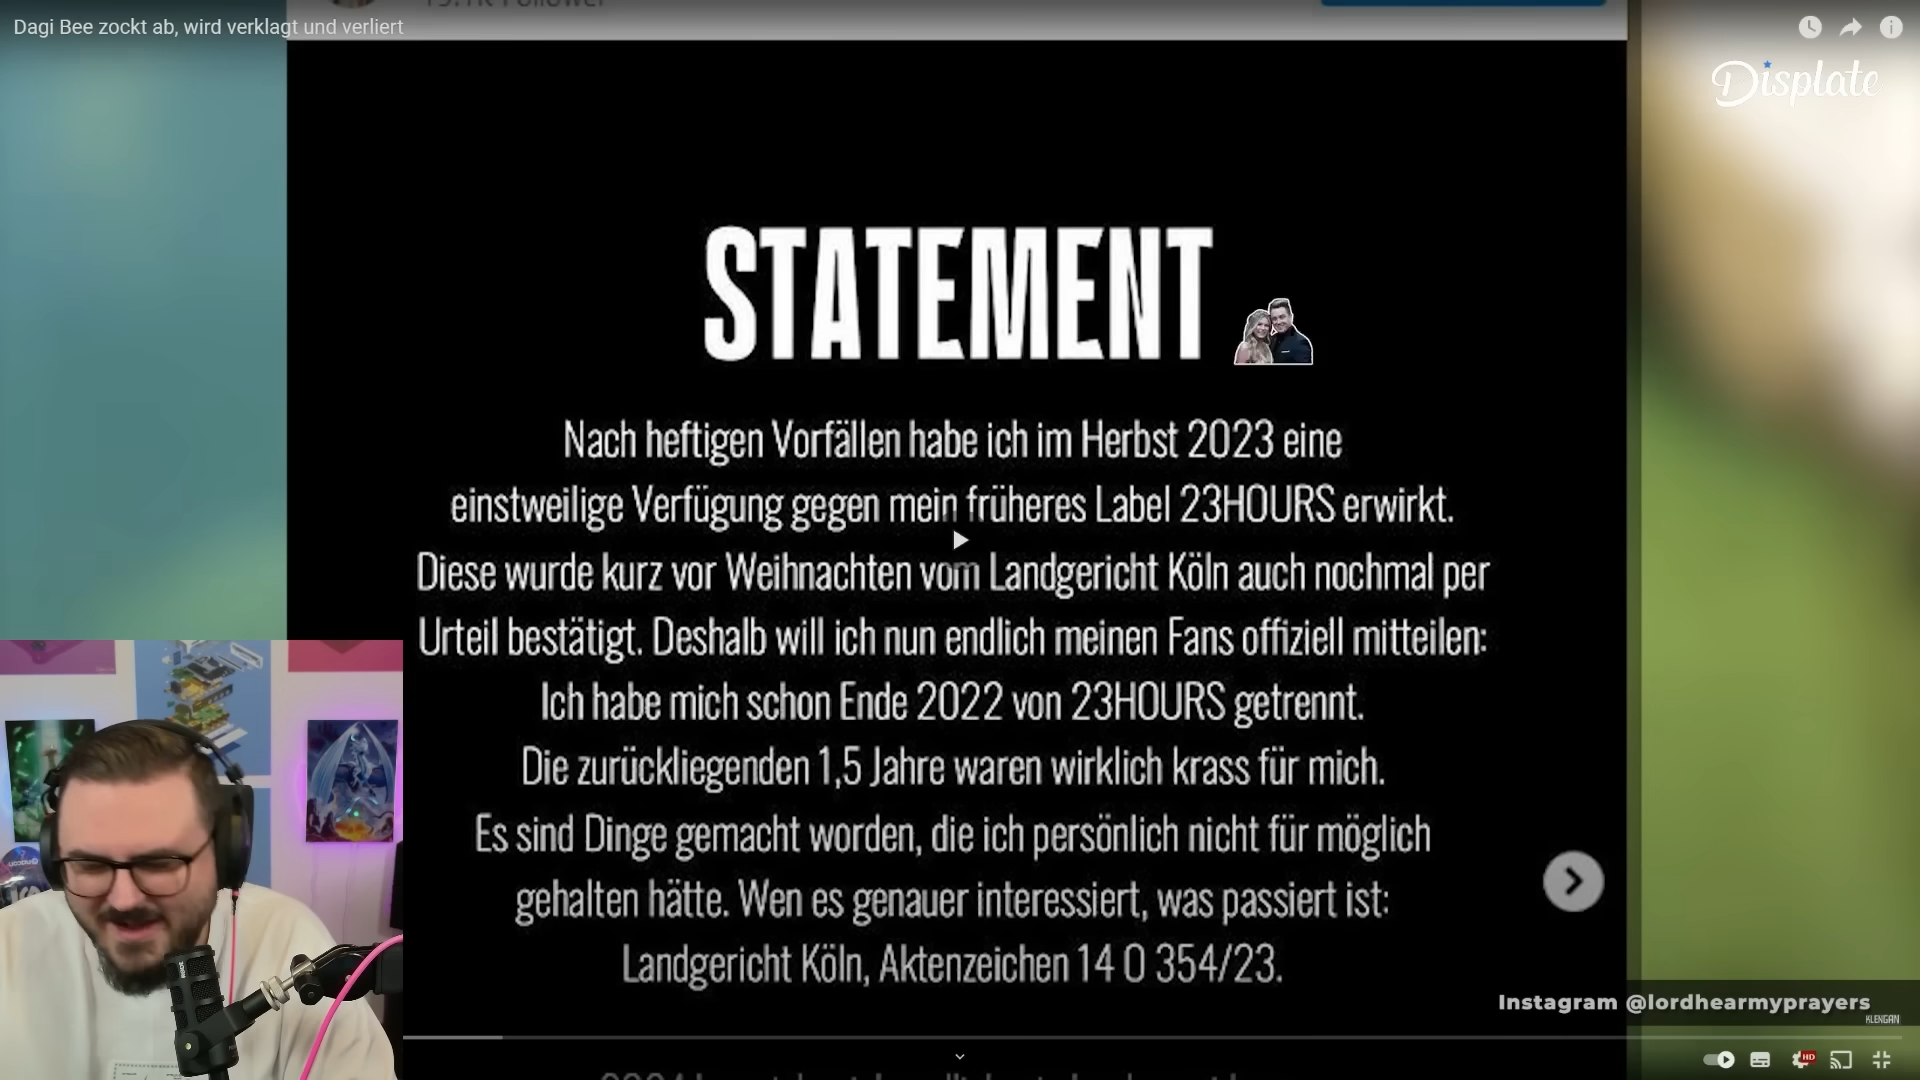 Dagi Bee zockt ab, wird verklagt und verliert
Displate
STATEMENT
Nach heftigen Vorfällen habe ich im Herbst 2023 eine
einstweilige Verfügung gegen mein früheres Label 23HOURS erwirkt.
Diese wurde kurz vor Weihnachten vom Landgericht Köln auch nochmal per
Urteil bestätigt. Deshalb will ich nun endlich meinen Fans offiziell mitteilen:
Ich habe mich schon Ende 2022 von 23HOURS getrennt.
Die zurückliegenden 1,5 Jahre waren wirklich krass für mich.
Es sind Dinge gemacht worden, die ich persönlich nicht für möglich
gehalten hätte. Wen es genauer interessiert, was passiert ist:
Landgericht Köln, Aktenzeichen 14 O 354/23.
Instagram @lordhearmyprayers
KLENGAN
HD